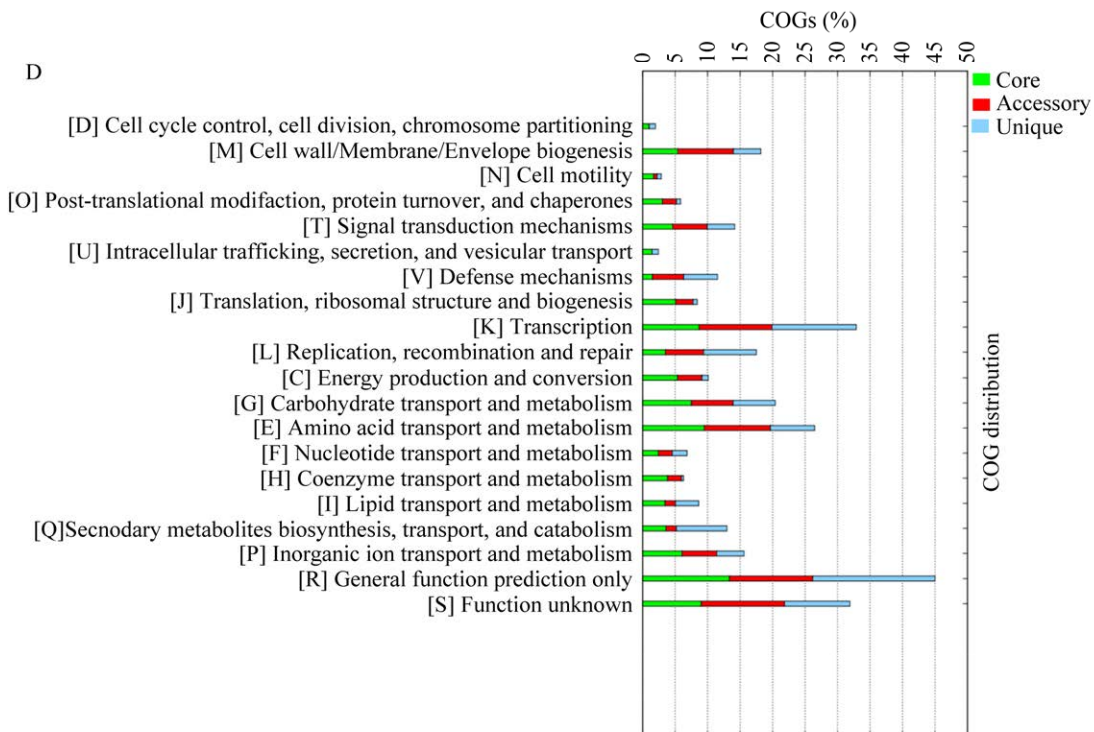 COGs (%)
0 5 10 15 20 25 30 35 40 45 50
D
Core
Accessory
Unique
[D] Cell cycle control, cell division, chromosome partitioning
[M] Cell wall/Membrane/Envelope biogenesis
[N] Cell motility
[O] Post-translational modifaction, protein turnover, and chaperones
[T] Signal transduction mechanisms
[U] Intracellular trafficking, secretion, and vesicular transport
[V] Defense mechanisms
[J] Translation, ribosomal structure and biogenesis
[K] Transcription
[L] Replication, recombination and repair
[C] Energy production and conversion
[G] Carbohydrate transport and metabolism
[E] Amino acid transport and metabolism
[F] Nucleotide transport and metabolism
[H] Coenzyme transport and metabolism
[I] Lipid transport and metabolism
[Q]Secnodary metabolites biosynthesis, transport, and catabolism
[P] Inorganic ion transport and metabolism
[R] General function prediction only
[S] Function unknown
COG distribution